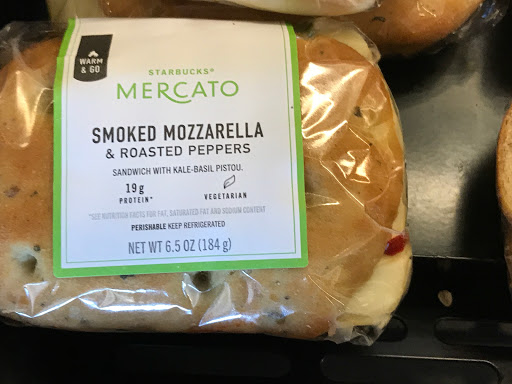 WARM
& GO
STARBUCKS®
MERCATO
SMOKED MOZZARELLA
& ROASTED PEPPERS
SANDWICH WITH KALE-BASIL PISTOU.
19g
PROTEIN*
VEGETARIAN
*SEE NUTRITION FACTS FOR FAT, SATURATED FAT AND SODIUM CONTENT
PERISHABLE KEEP REFRIGERATED
NET WT 6.5 OZ (184 g)